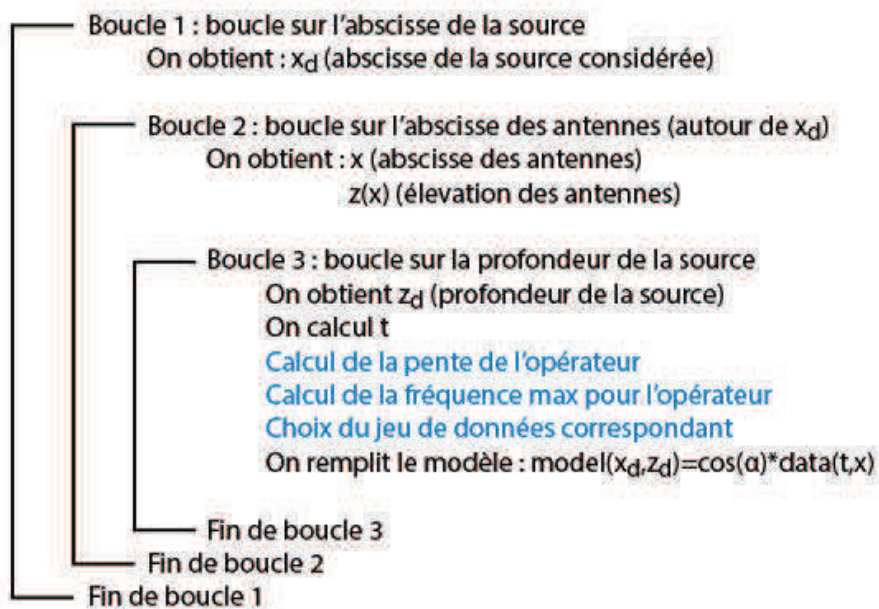 Boucle 1 : boucle sur l'abscisse de la source
On obtient : xd (abscisse de la source considérée)
Boucle 2 : boucle sur l'abscisse des antennes (autour de xd)
On obtient : x (abscisse des antennes)
z(x) (élevation des antennes)
Boucle 3 : boucle sur la profondeur de la source
On obtient zd (profondeur de la source)
On calcul t
Calcul de la pente de l'opérateur
Calcul de la fréquence max pour l'opérateur
Choix du jeu de données correspondant
On remplit le modèle : model(xd,zd)=cos(α)*data(t,x)
Fin de boucle 3
Fin de boucle 2
Fin de boucle 1